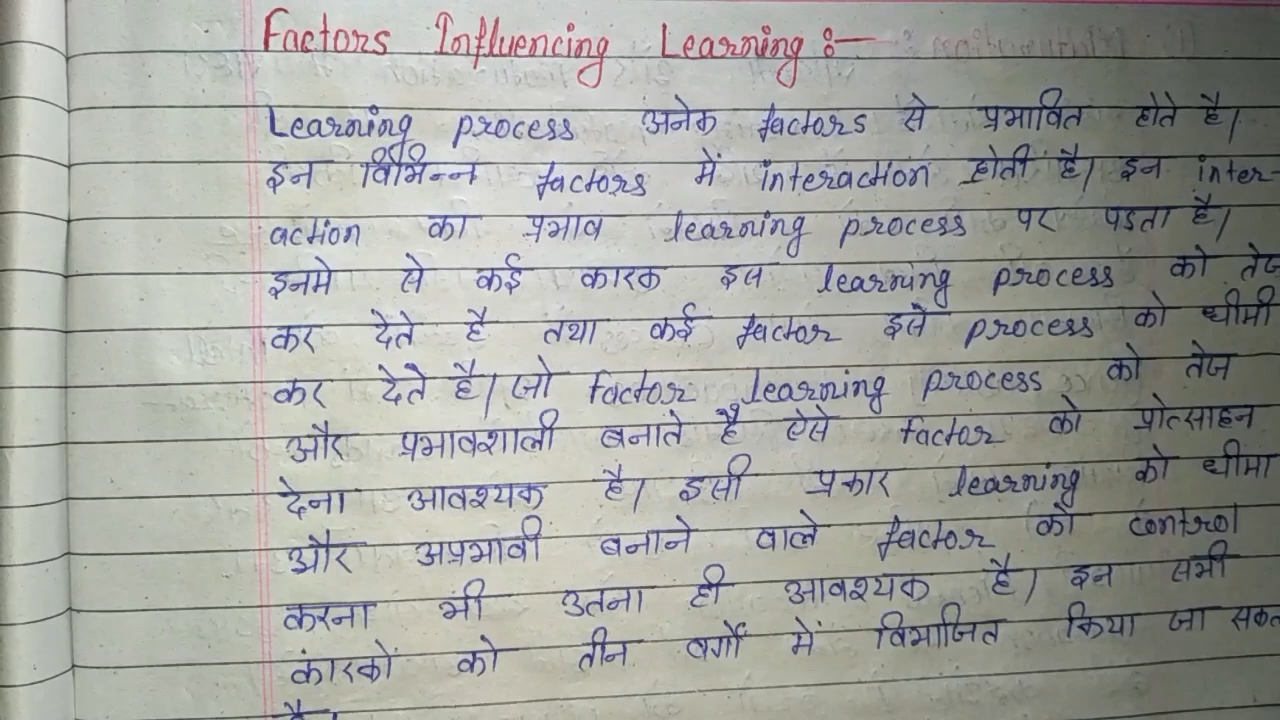 Factors Influencing Learning :-
Learning process अनेक factors से प्रभावित होते है।
इन विभिन्न factors में interaction होती है। इन inter-
action का प्रभाव learning process पर पडता है।
इनमे से कई कारक इस learning process को तेज
कर देते है तथा कई factor इसे process को धीमी
कर देते है। जो factor learning process को तेज
और प्रभावशाली बनाते है ऐसे factor को प्रोत्साहन
देना आवश्यक है। इसी प्रकार learning को धीमा
और अप्रभावी बनाने वाले factor को control
करना भी उतना ही आवश्यक है। इन सभी
कारकों को तीन वर्गों में विभाजित किया जा सकत
है।